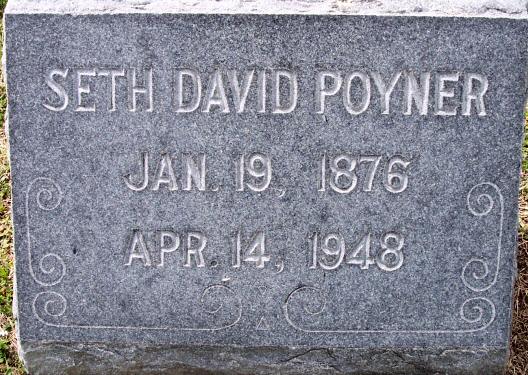 SETH DAVID POYNER
JAN. 19, 1876
APR. 14, 1948